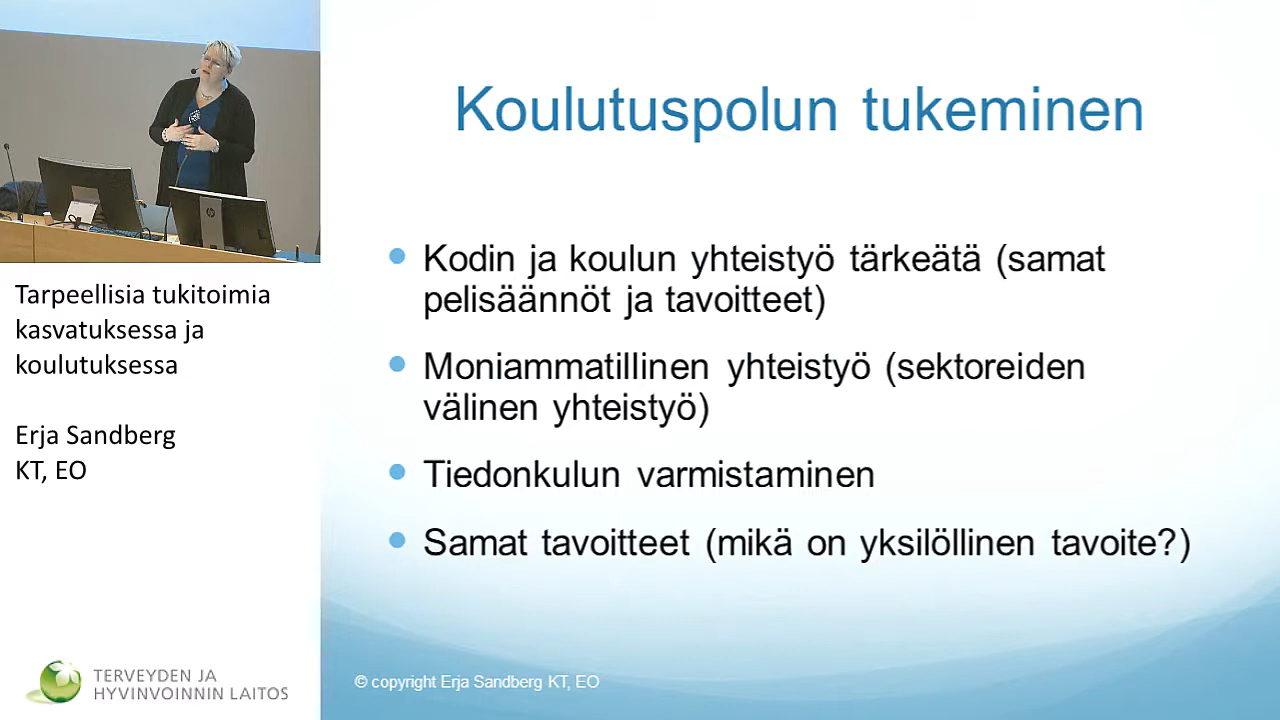 Koulutuspolun tukeminen
Kodin ja koulun yhteistyö tärkeätä (samat
pelisäännöt ja tavoitteet)
Moniammatillinen yhteistyö (sektoreiden
välinen yhteistyö)
Tiedonkulun varmistaminen
Samat tavoitteet (mikä on yksilöllinen tavoite?)
© copyright Erja Sandberg KT, EO
Tarpeellisia tukitoimia
kasvatuksessa ja
koulutuksessa
Erja Sandberg
KT, EO
TERVEYDEN JA
HYVINVOINNIN LAITOS
hp